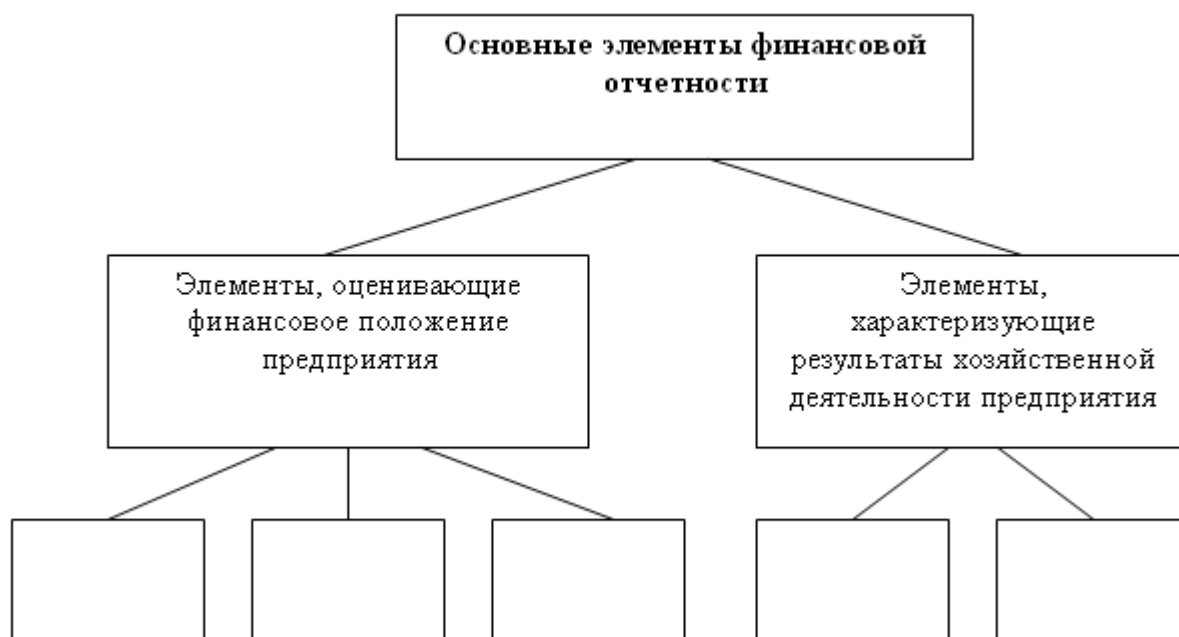 Основные элементы финансовой
отчетности
Элементы, оценивающие
финансовое положение
предприятия
Элементы,
характеризующие
результаты хозяйственной
деятельности предприятия